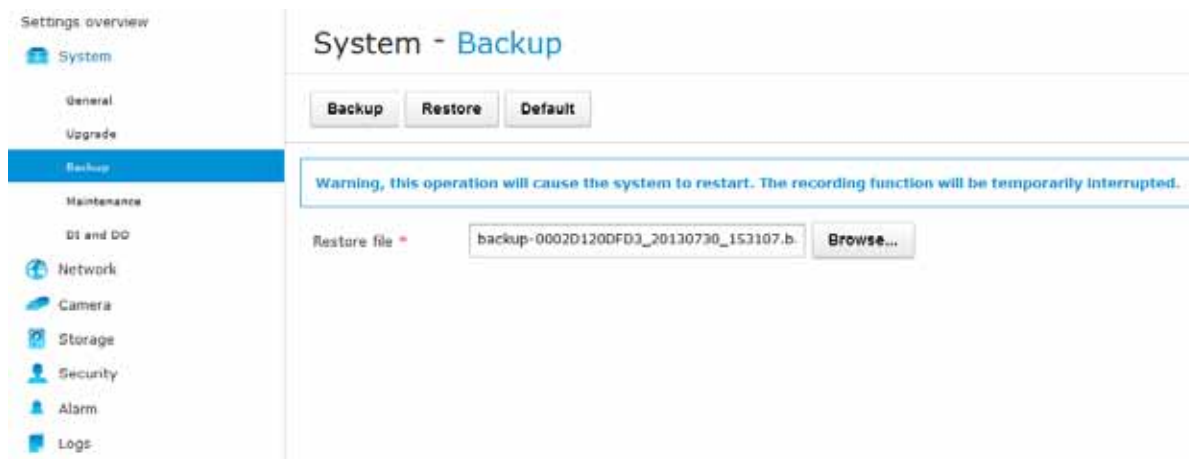 Settings overview
System
General
Upgrade
Backup
Maintenance
DI and DO
Network
Camera
Storage
Security
Alarm
Logs
System - Backup
Backup Restore Default
Warning, this operation will cause the system to restart. The recording function will be temporarily interrupted.
Restore file * backup-0002D120DFD3_20130730_153107.b Browse...